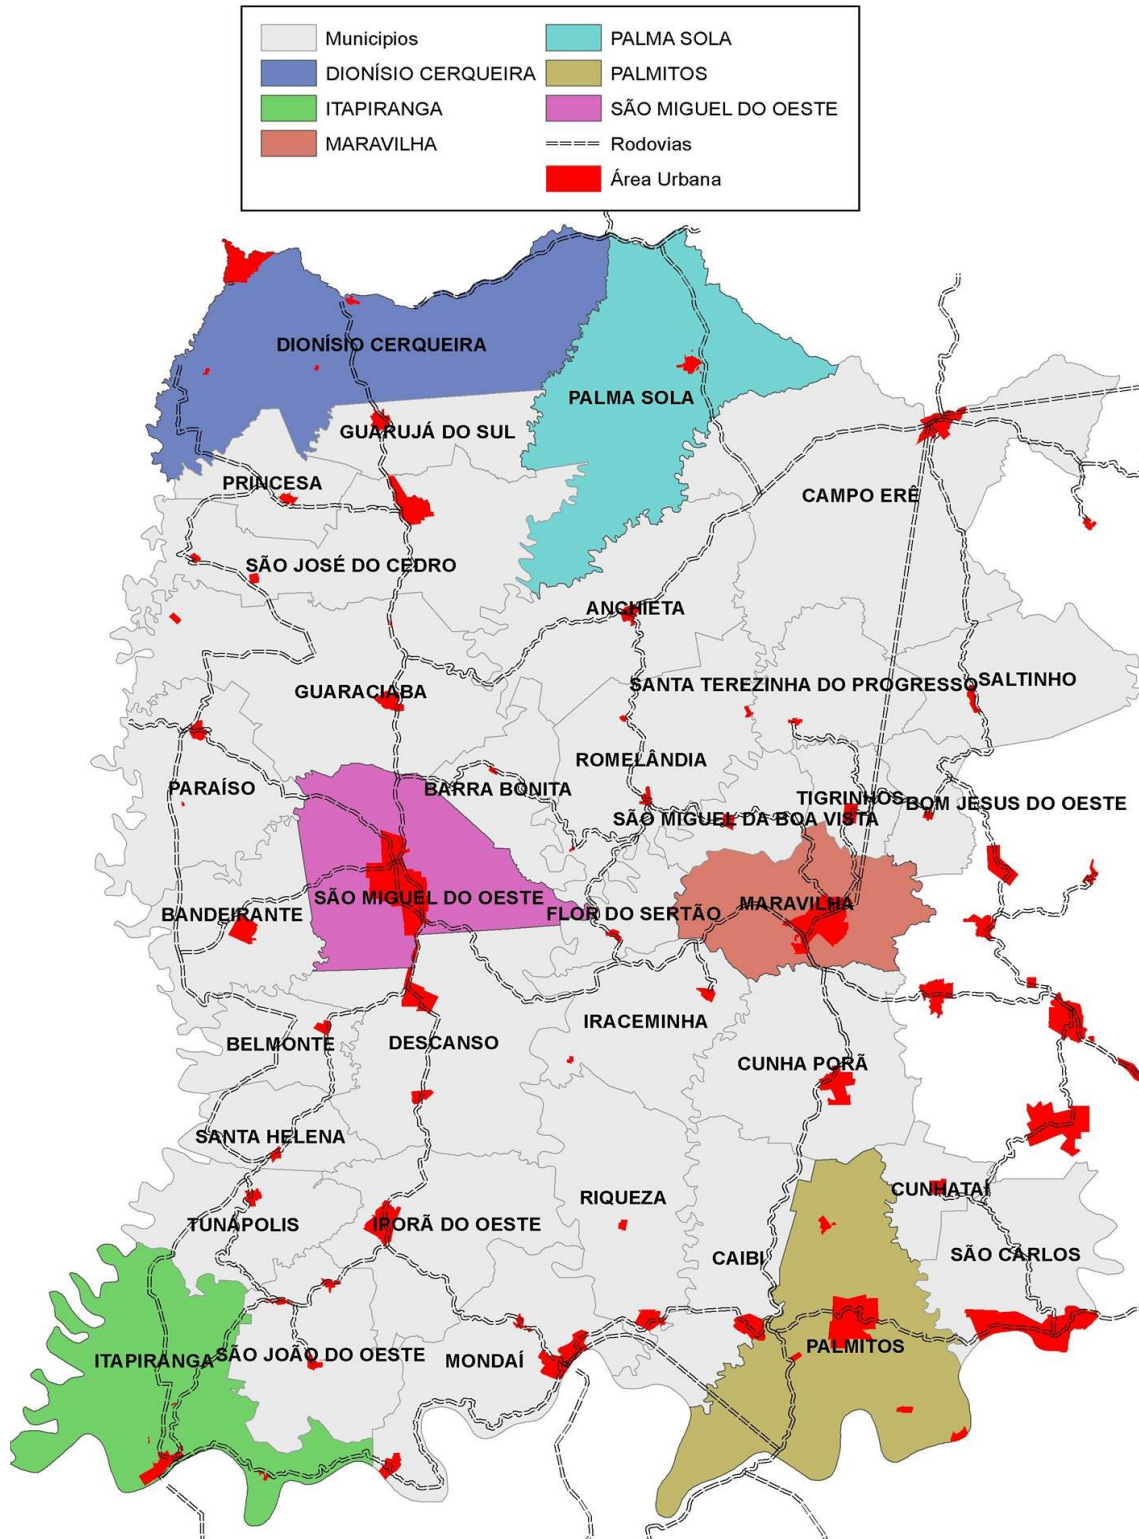 Municipios
DIONÍSIO CERQUEIRA
ITAPIRANGA
MARAVILHA
PALMA SOLA
PALMITOS
SÃO MIGUEL DO OESTE
Rodovias
Área Urbana
DIONÍSIO CERQUEIRA
PALMA SOLA
GUARUJÁ DO SUL
PRINCESA
CAMPO ERÊ
SÃO JOSÉ DO CEDRO
ANCHIETA
GUARACIABA
SANTA TEREZINHA DO PROGRESSO
SALTINHO
ROMELÂNDIA
PARAÍSO
BARRA BONITA
TIGRINHOS
BOM JESUS DO OESTE
SÃO MIGUEL DA BOA VISTA
SÃO MIGUEL DO OESTE
MARAVILHA
BANDEIRANTE
FLOR DO SERTÃO
IRACEMINHA
BELMONTE
DESCANSO
CUNHA PORÃ
SANTA HELENA
CUNHATAÍ
RIQUEZA
TUNÁPOLIS
IPORÃ DO OESTE
CAIBI
SÃO CARLOS
PALMITOS
ITAPIRANGA
SÃO JOÃO DO OESTE
MONDAÍ